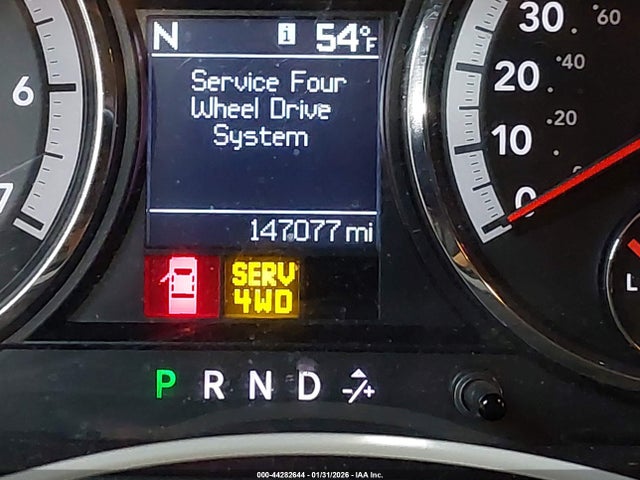 N i 54°F
Service Four
Wheel Drive
System
147077 mi
SERV
4WD
P R N D -/+
6
7
30
20
10
0
60
40
20
L
000-44282644 - 01/31/2026 - IAA Inc.